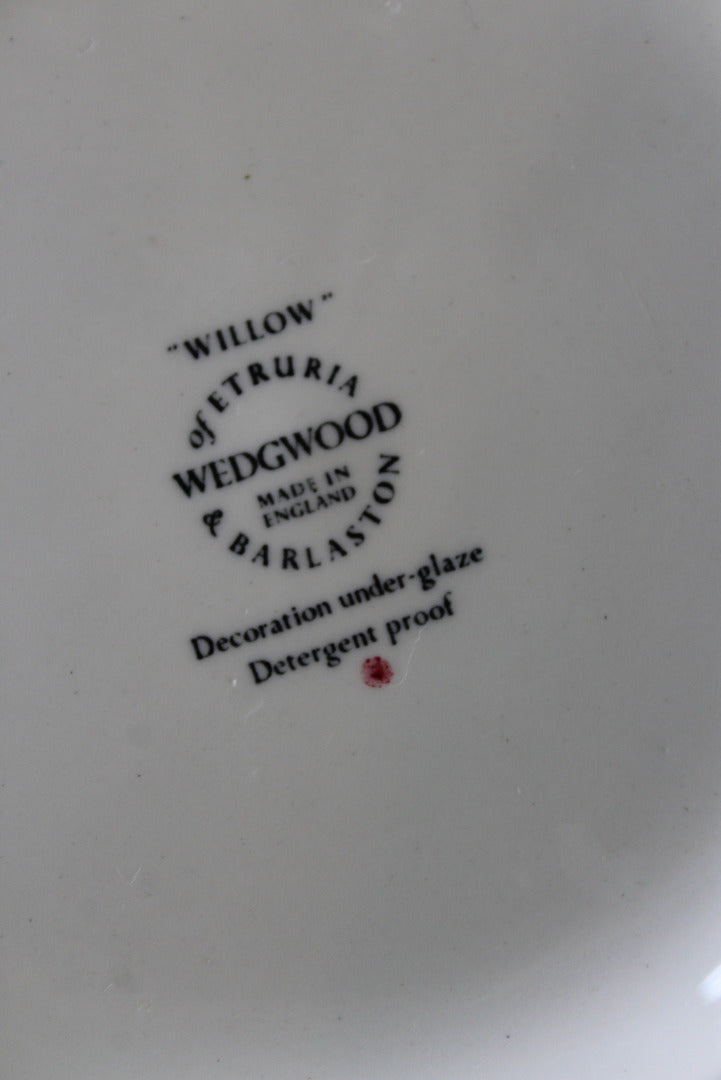 "WILLOW"
of ETRURIA
WEDGWOOD
MADE IN
ENGLAND
& BARLASTON
Decoration under-glaze
Detergent proof